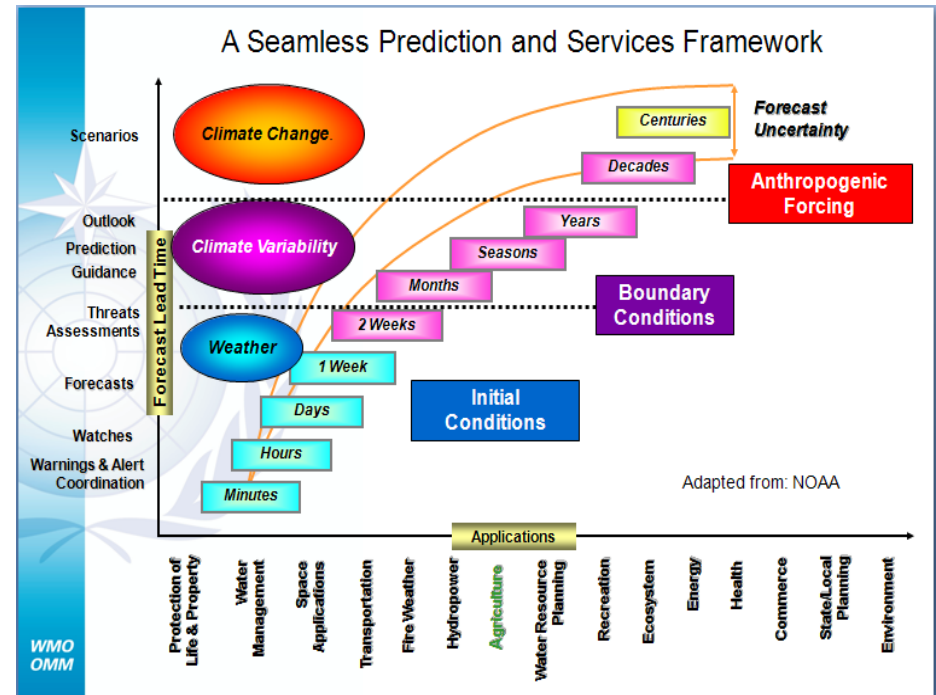 A Seamless Prediction and Services Framework
Scenarios
Outlook
Prediction
Guidance
Threats
Assessments
Forecasts
Watches
Warnings & Alert
Coordination
Forecast Lead Time
Climate Change.
Climate Variability
Weather
Centuries
Decades
Years
Seasons
Months
2 Weeks
1 Week
Days
Hours
Minutes
Forecast
Uncertainty
Anthropogenic
Forcing
Boundary
Conditions
Initial
Conditions
Adapted from: NOAA
Applications
Protection of
Life & Property
Water
Management
Space
Applications
Transportation
Fire Weather
Hydropower
Agriculture
Water Resource
Planning
Recreation
Ecosystem
Energy
Health
Commerce
State/Local
Planning
Environment
WMO
OMM